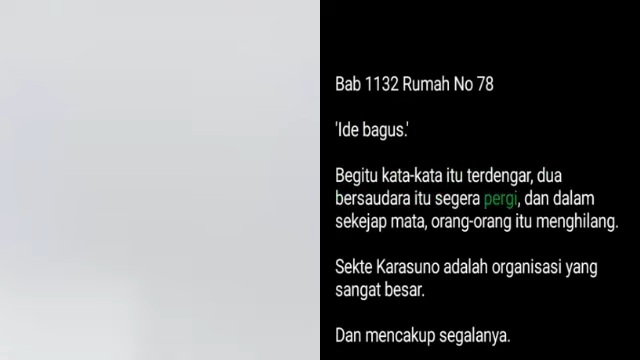 Bab 1132 Rumah No 78
'Ide bagus.'
Begitu kata-kata itu terdengar, dua
bersaudara itu segera pergi, dan dalam
sekejap mata, orang-orang itu menghilang.
Sekte Karasuno adalah organisasi yang
sangat besar.
Dan mencakup segalanya.